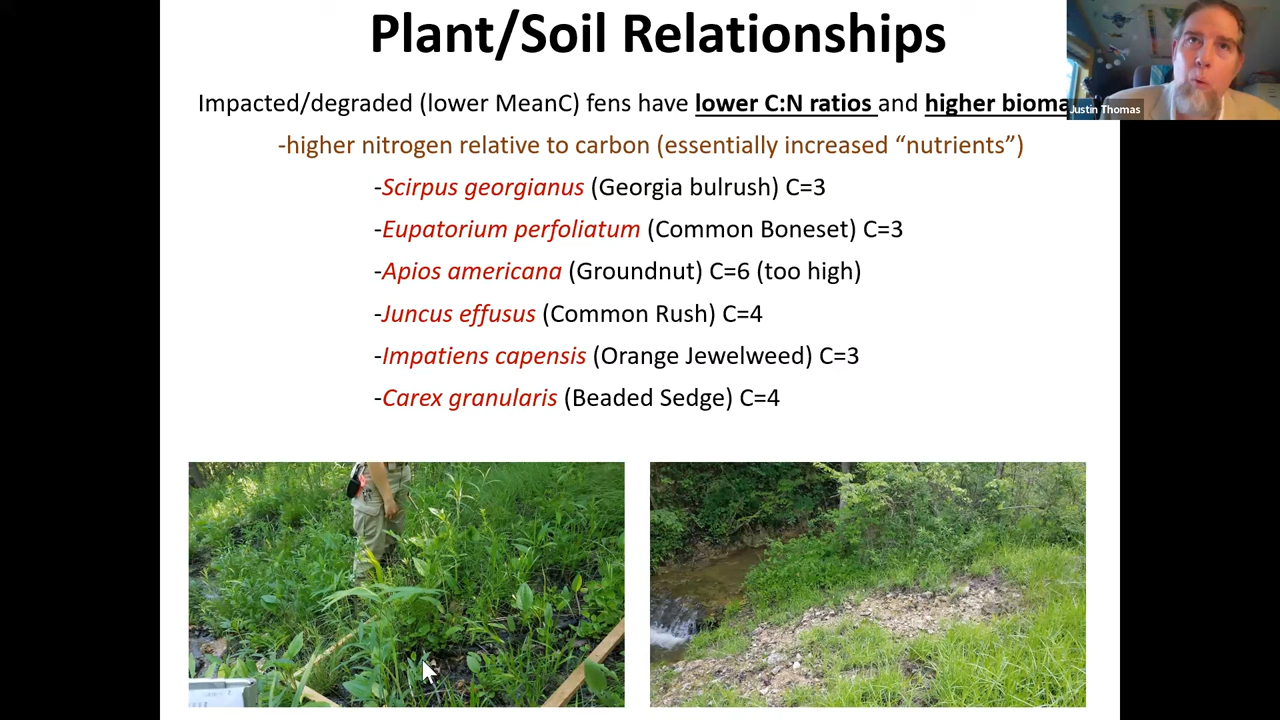 Plant/Soil Relationships
Impacted/degraded (lower MeanC) fens have lower C:N ratios and higher
Justin Thomas
-higher nitrogen relative to carbon (essentially increased “nutrients”)
-Scirpus georgianus (Georgia bulrush) C=3
-Eupatorium perfoliatum (Common Boneset) C=3
-Apios americana (Groundnut) C=6 (too high)
-Juncus effusus (Common Rush) C=4
-Impatiens capensis (Orange Jewelweed) C=3
-Carex granularis (Beaded Sedge) C=4